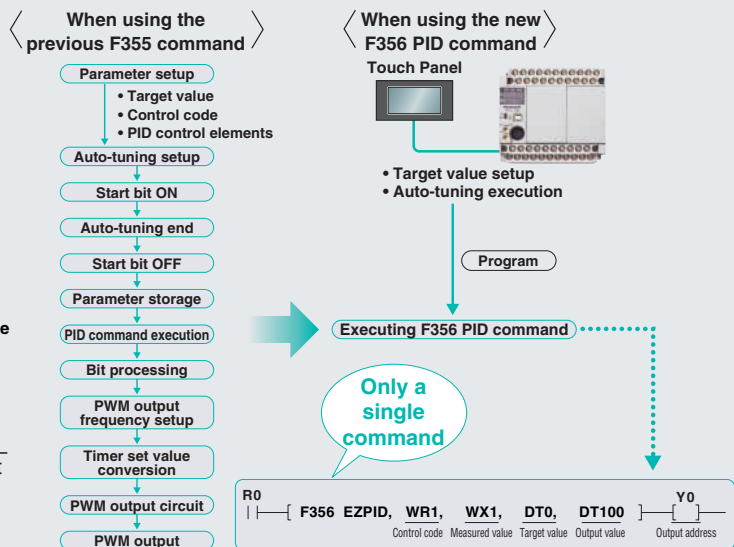 When using the
previous F355 command
Parameter setup
• Target value
• Control code
• PID control elements
Auto-tuning setup
Start bit ON
Auto-tuning end
Start bit OFF
Parameter storage
PID command execution
Bit processing
PWM output
frequency setup
Timer set value
conversion
PWM output circuit
PWM output
When using the new
F356 PID command
Touch Panel
• Target value setup
• Auto-tuning execution
Program
Executing F356 PID command
Only a
single
command
R0
F356 EZPID, WR1, WX1, DT0, DT100
Y0
Control code Measured value Target value Output value Output address